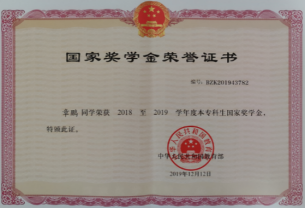 国家奖学金荣誉证书
编号：BZK201943782
李鹏 同学荣获 2018 至 2019 学年度本专科生国家奖学金，
特颁此证。
中华人民共和国教育部
2019年12月12日